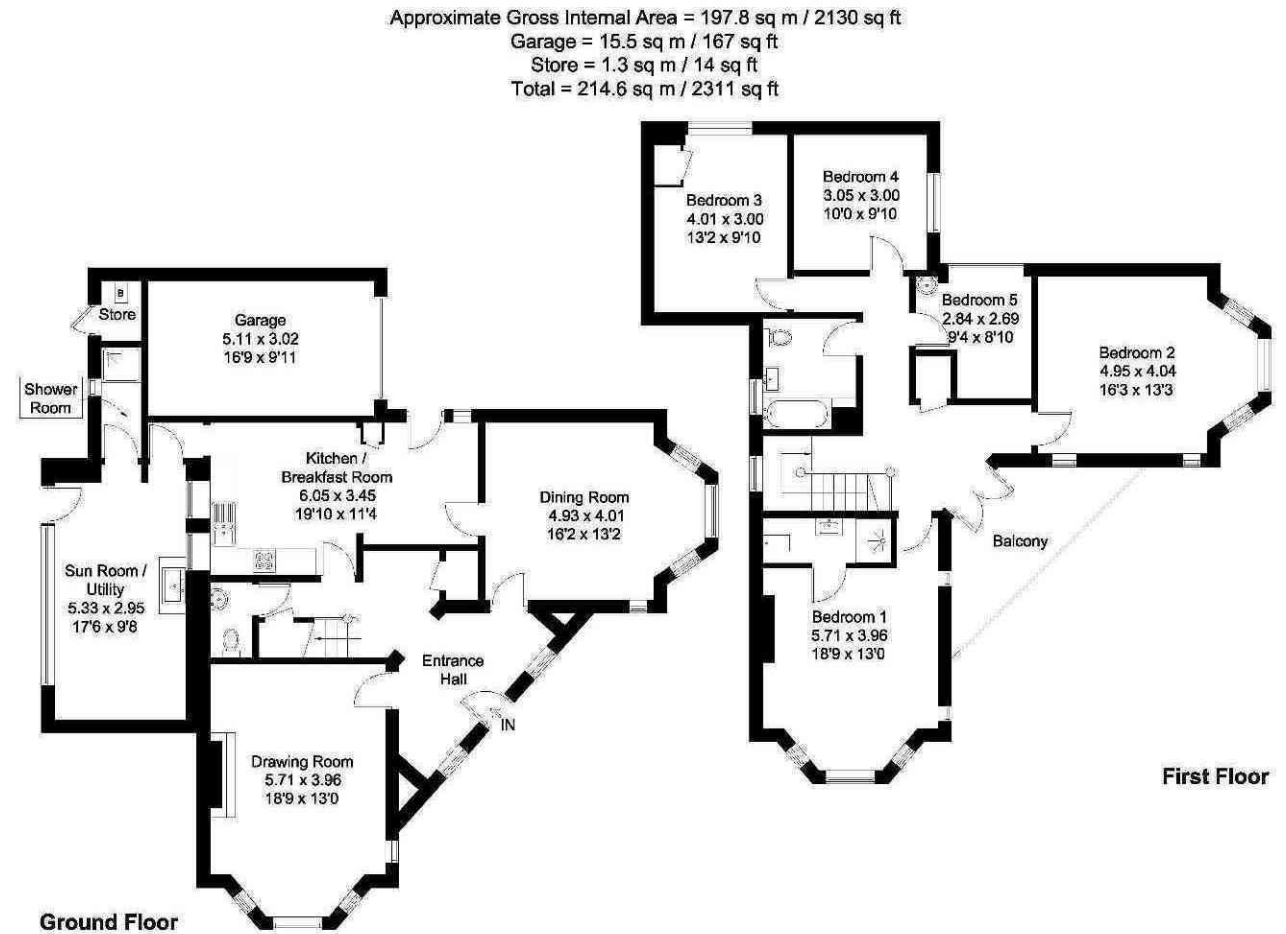 Approximate Gross Internal Area = 197.8 sq m / 2130 sq ft
Garage = 15.5 sq m / 167 sq ft
Store = 1.3 sq m / 14 sq ft
Total = 214.6 sq m / 2311 sq ft
B
Store
Garage
5.11 x 3.02
16'9 x 9'11
Shower
Room
Kitchen /
Breakfast Room
6.05 x 3.45
19'10 x 11'4
Dining Room
4.93 x 4.01
16'2 x 13'2
Sun Room /
Utility
5.33 x 2.95
17'6 x 9'8
Entrance
Hall
IN
Drawing Room
5.71 x 3.96
18'9 x 13'0
Ground Floor
Bedroom 3
4.01 x 3.00
13'2 x 9'10
Bedroom 4
3.05 x 3.00
10'0 x 9'10
Bedroom 5
2.84 x 2.69
9'4 x 8'10
Bedroom 2
4.95 x 4.04
16'3 x 13'3
Balcony
Bedroom 1
5.71 x 3.96
18'9 x 13'0
First Floor